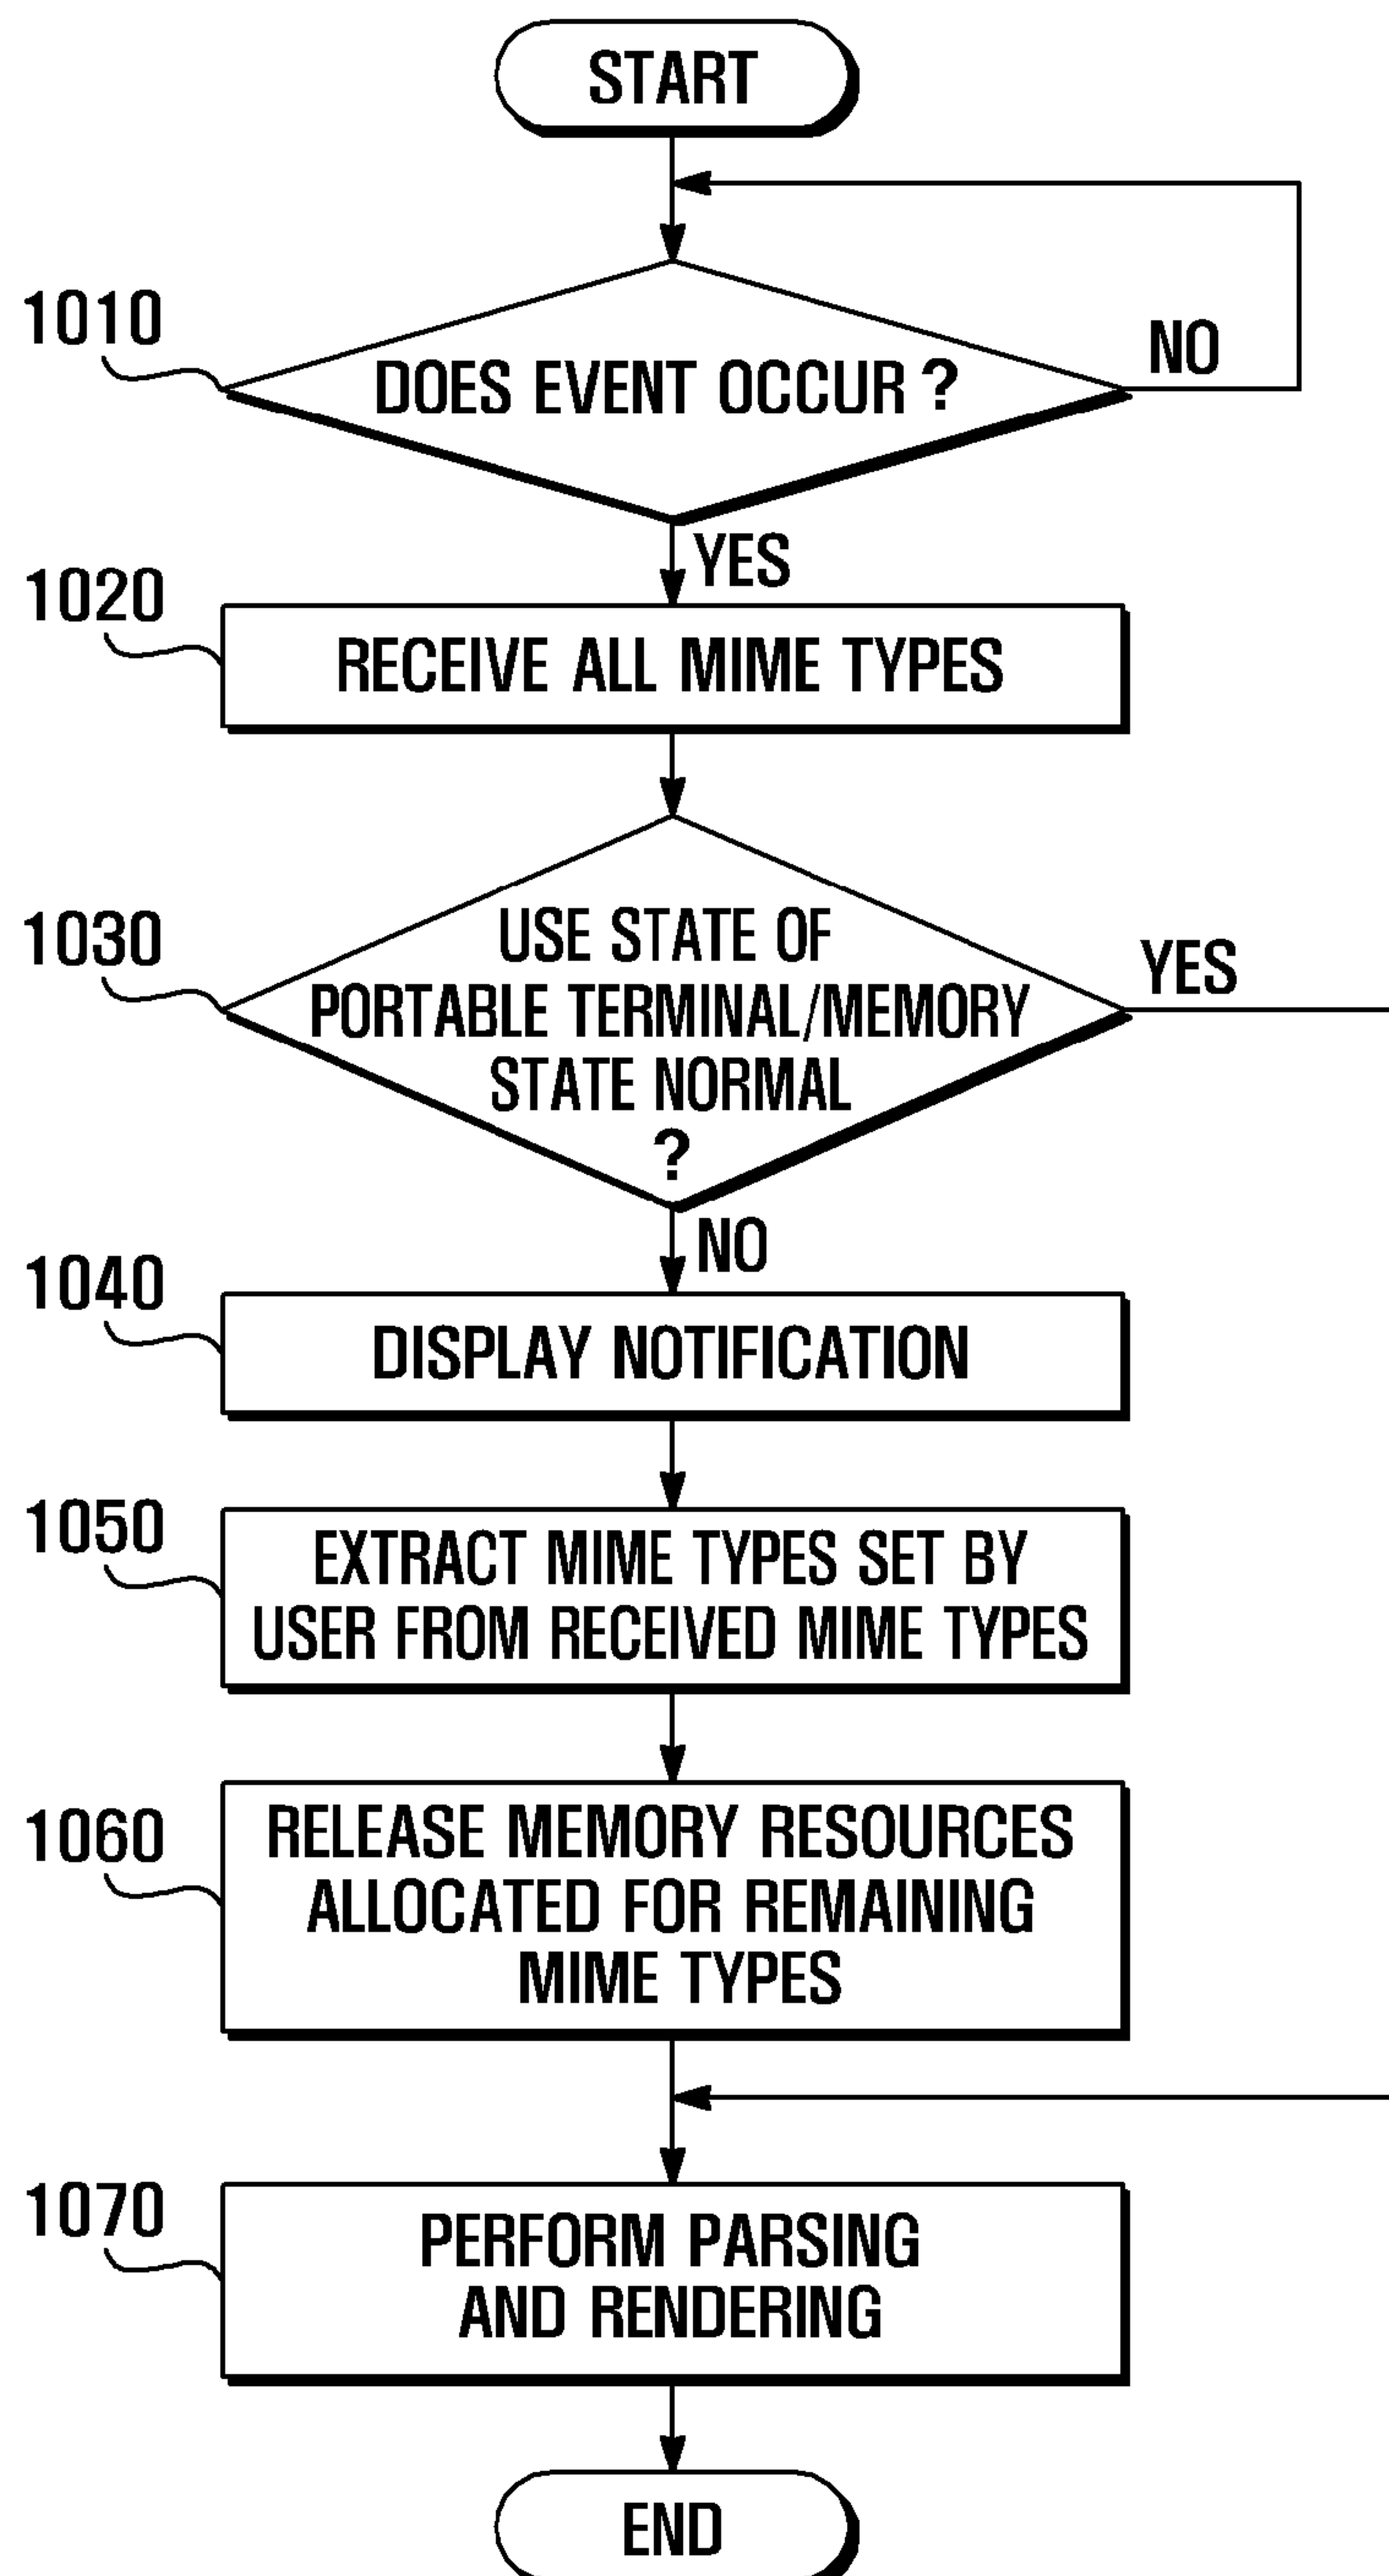 START
1010
DOES EVENT OCCUR ?
NO
YES
1020
RECEIVE ALL MIME TYPES
1030
USE STATE OF
PORTABLE TERMINAL/MEMORY
STATE NORMAL
?
YES
NO
1040
DISPLAY NOTIFICATION
1050
EXTRACT MIME TYPES SET BY
USER FROM RECEIVED MIME TYPES
1060
RELEASE MEMORY RESOURCES
ALLOCATED FOR REMAINING
MIME TYPES
1070
PERFORM PARSING
AND RENDERING
END